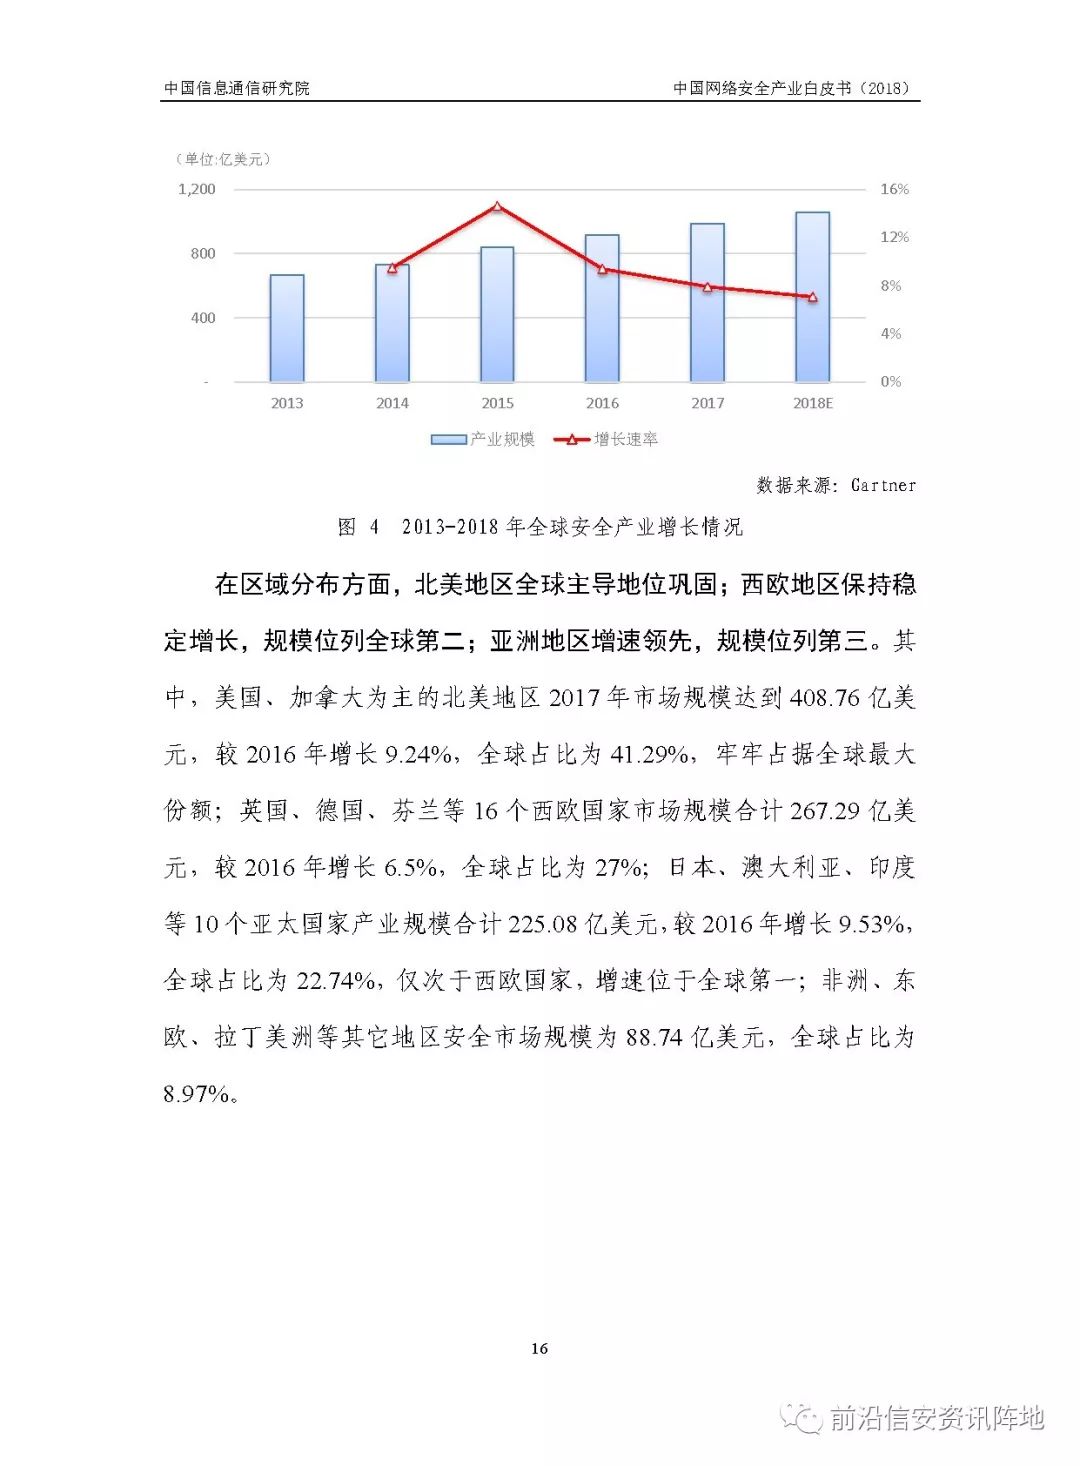 中国信息通信研究院
中国网络安全产业白皮书（2018）
（单位:亿美元）
1,200
800
400
-
16%
12%
8%
4%
0%
2013 2014 2015 2016 2017 2018E
产业规模 增长速率
数据来源：Gartner
图 4 2013-2018 年全球安全产业增长情况
在区域分布方面，北美地区全球主导地位巩固；西欧地区保持稳
定增长，规模位列全球第二；亚洲地区增速领先，规模位列第三。其
中，美国、加拿大为主的北美地区 2017 年市场规模达到 408.76 亿美
元，较 2016 年增长 9.24%，全球占比为 41.29%，牢牢占据全球最大
份额；英国、德国、芬兰等 16 个西欧国家市场规模合计 267.29 亿美
元，较 2016 年增长 6.5%，全球占比为 27%；日本、澳大利亚、印度
等 10 个亚太国家产业规模合计 225.08 亿美元，较 2016 年增长 9.53%，
全球占比为 22.74%，仅次于西欧国家，增速位于全球第一；非洲、东
欧、拉丁美洲等其它地区安全市场规模为 88.74 亿美元，全球占比为
8.97%。
16
前沿信安资讯阵地